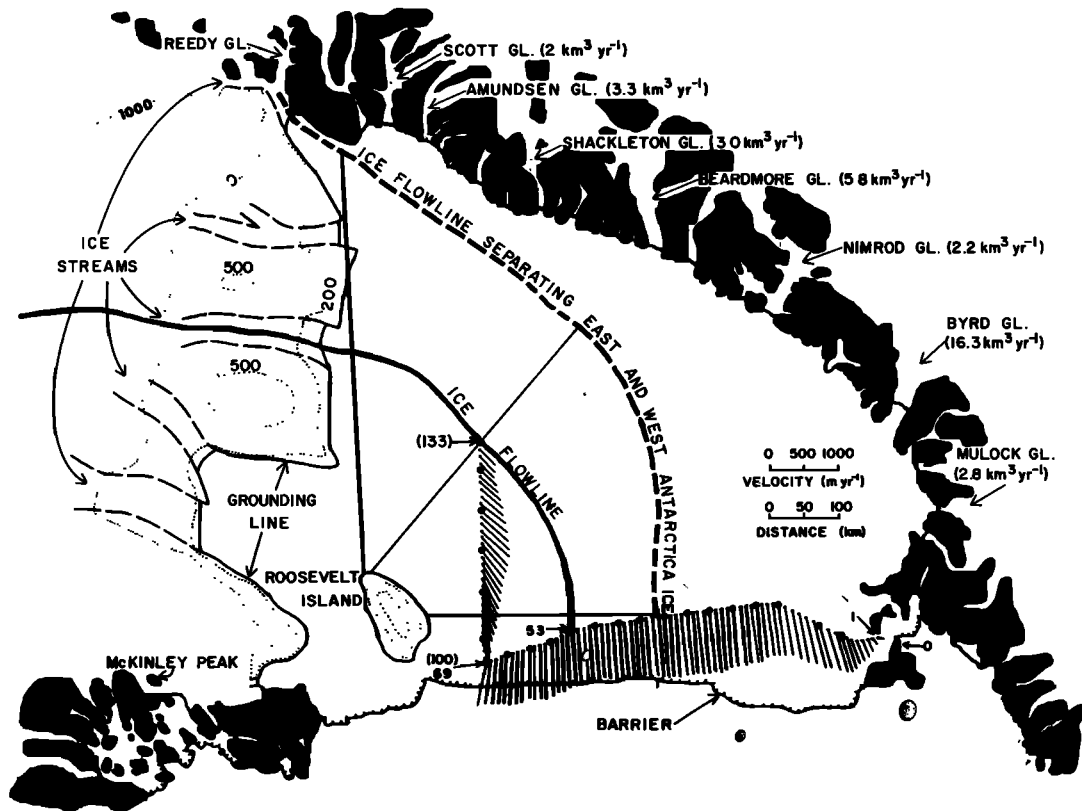 REEDY GL.
SCOTT GL. (2 km³ yr⁻¹)
AMUNDSEN GL. (3.3 km³ yr⁻¹)
1000
SHACKLETON GL. (3.0 km³ yr⁻¹)
BEARDMORE GL. (5.8 km³ yr⁻¹)
ICE FLOWLINE SEPARATING EAST AND WEST ANTARCTICA ICE
0
NIMROD GL. (2.2 km³ yr⁻¹)
ICE
STREAMS
500
200
BYRD GL.
(16.3 km³ yr⁻¹)
500
ICE FLOWLINE
(133)
MULOCK GL.
(2.8 km³ yr⁻¹)
0 500 1000
VELOCITY (m yr⁻¹)
0 50 100
DISTANCE (km)
GROUNDING
LINE
ROOSEVELT
ISLAND
53
1
0
(100)
69
McKINLEY PEAK
BARRIER